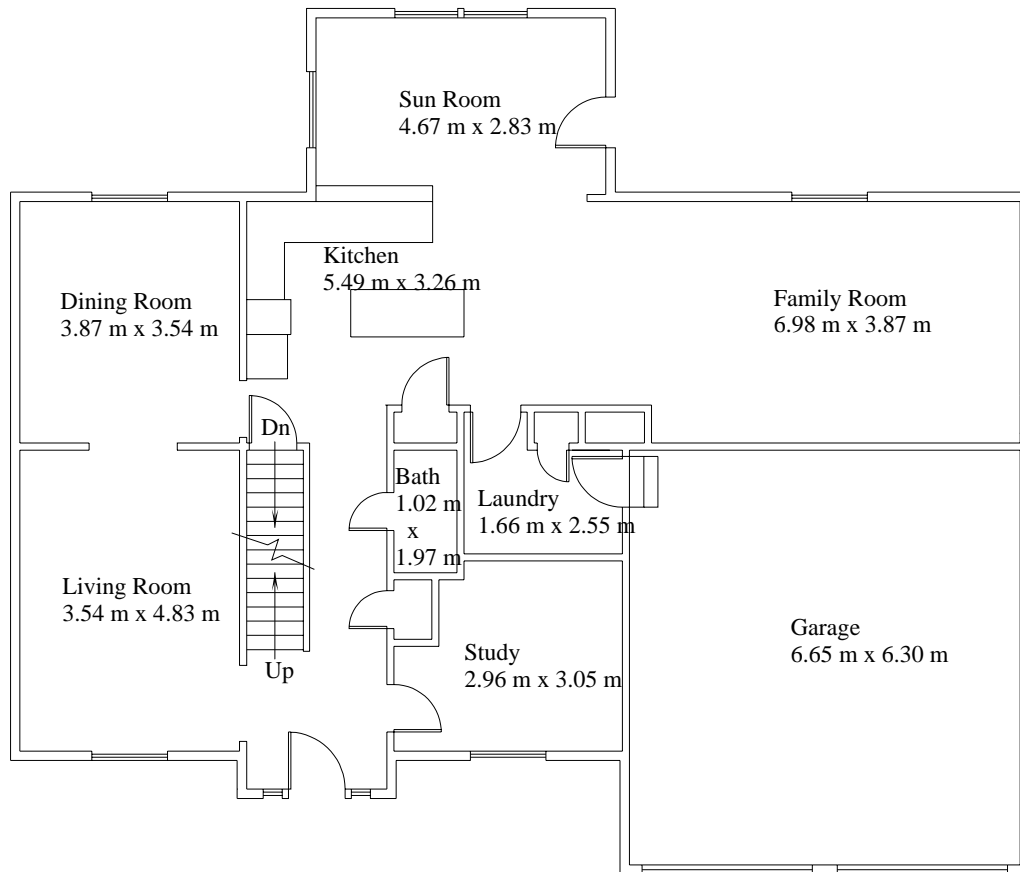 Sun Room
4.67 m x 2.83 m
Kitchen
5.49 m x 3.26 m
Dining Room
3.87 m x 3.54 m
Family Room
6.98 m x 3.87 m
Dn
Bath
1.02 m
x
1.97 m
Laundry
1.66 m x 2.55 m
Living Room
3.54 m x 4.83 m
Up
Study
2.96 m x 3.05 m
Garage
6.65 m x 6.30 m